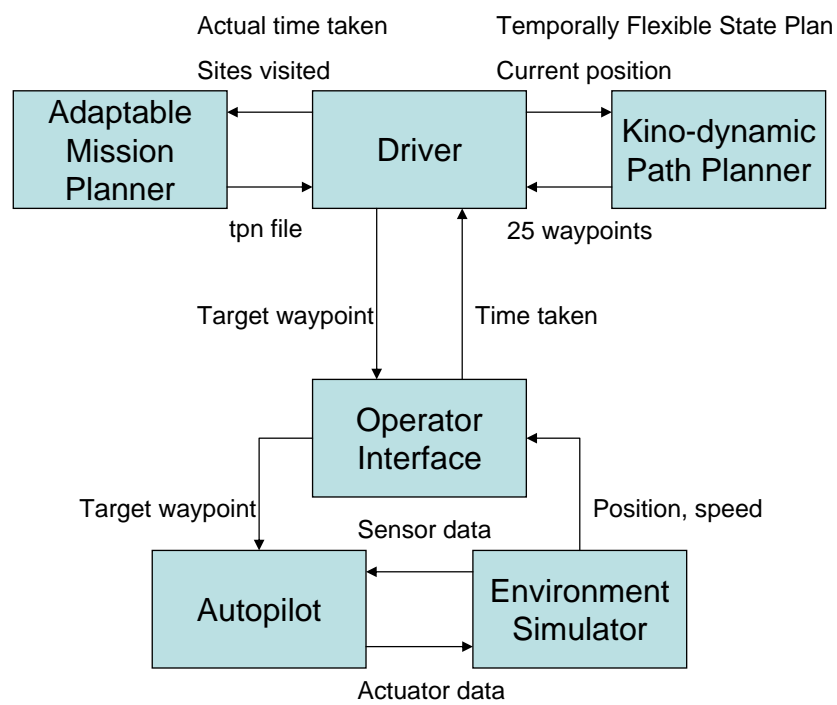 Actual time taken
Temporally Flexible State Plan
Sites visited
Current position
Adaptable
Mission
Planner
Driver
Kino-dynamic
Path Planner
tpn file
25 waypoints
Target waypoint
Time taken
Operator
Interface
Target waypoint
Position, speed
Sensor data
Autopilot
Environment
Simulator
Actuator data